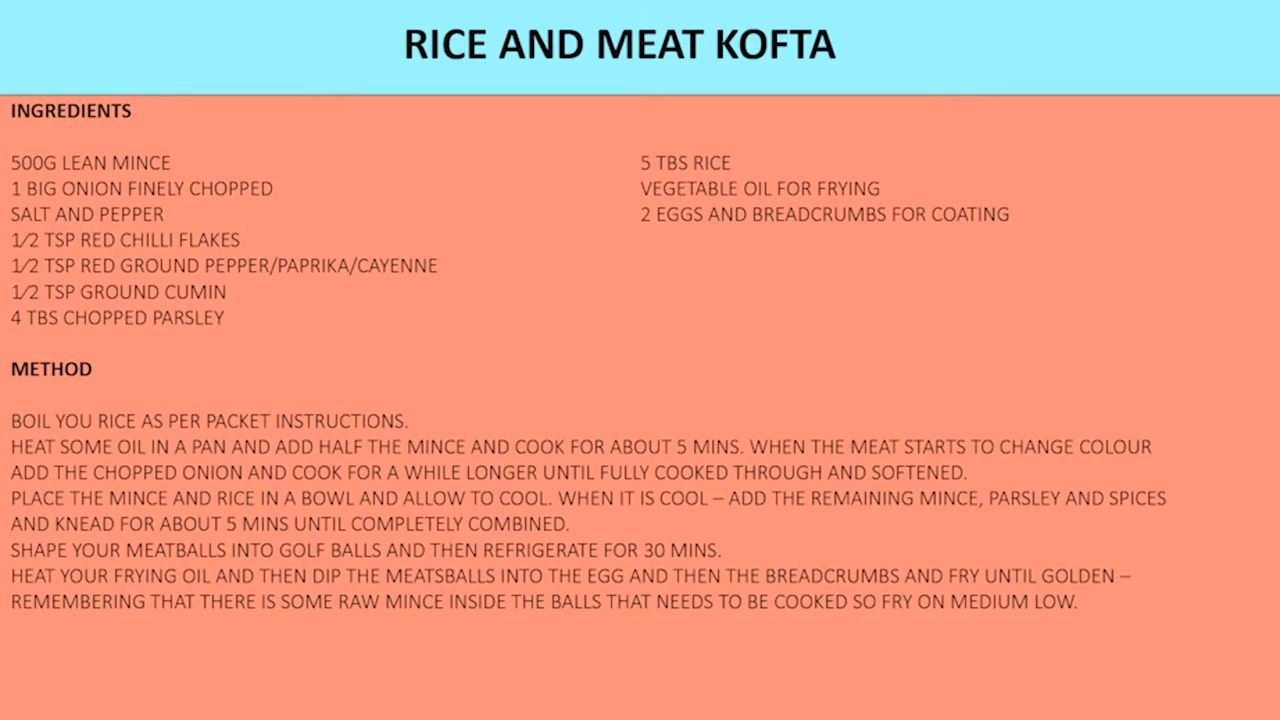 RICE AND MEAT KOFTA
INGREDIENTS
500G LEAN MINCE
1 BIG ONION FINELY CHOPPED
SALT AND PEPPER
1⁄2 TSP RED CHILLI FLAKES
1⁄2 TSP RED GROUND PEPPER/PAPRIKA/CAYENNE
1⁄2 TSP GROUND CUMIN
4 TBS CHOPPED PARSLEY
5 TBS RICE
VEGETABLE OIL FOR FRYING
2 EGGS AND BREADCRUMBS FOR COATING
METHOD
BOIL YOU RICE AS PER PACKET INSTRUCTIONS.
HEAT SOME OIL IN A PAN AND ADD HALF THE MINCE AND COOK FOR ABOUT 5 MINS. WHEN THE MEAT STARTS TO CHANGE COLOUR
ADD THE CHOPPED ONION AND COOK FOR A WHILE LONGER UNTIL FULLY COOKED THROUGH AND SOFTENED.
PLACE THE MINCE AND RICE IN A BOWL AND ALLOW TO COOL. WHEN IT IS COOL – ADD THE REMAINING MINCE, PARSLEY AND SPICES
AND KNEAD FOR ABOUT 5 MINS UNTIL COMPLETELY COMBINED.
SHAPE YOUR MEATBALLS INTO GOLF BALLS AND THEN REFRIGERATE FOR 30 MINS.
HEAT YOUR FRYING OIL AND THEN DIP THE MEATSBALLS INTO THE EGG AND THEN THE BREADCRUMBS AND FRY UNTIL GOLDEN –
REMEMBERING THAT THERE IS SOME RAW MINCE INSIDE THE BALLS THAT NEEDS TO BE COOKED SO FRY ON MEDIUM LOW.